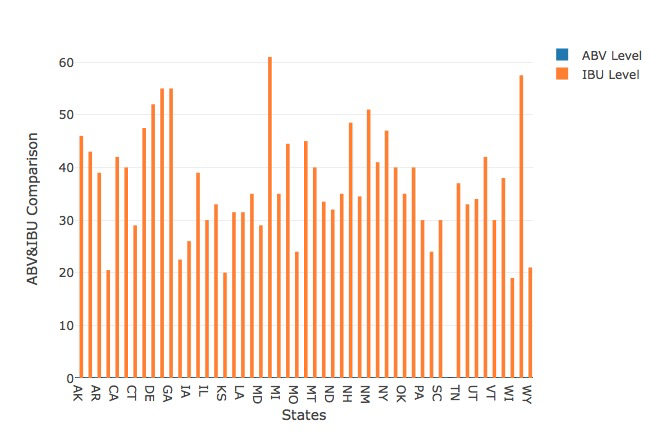 ABV Level
IBU Level
60
50
40
30
20
10
0
ABV&IBU Comparison
AK AR CA CT DE GA IA IL KS LA MD MI MO MT ND NH NM NY OK PA SC TN UT VT WI WY
States